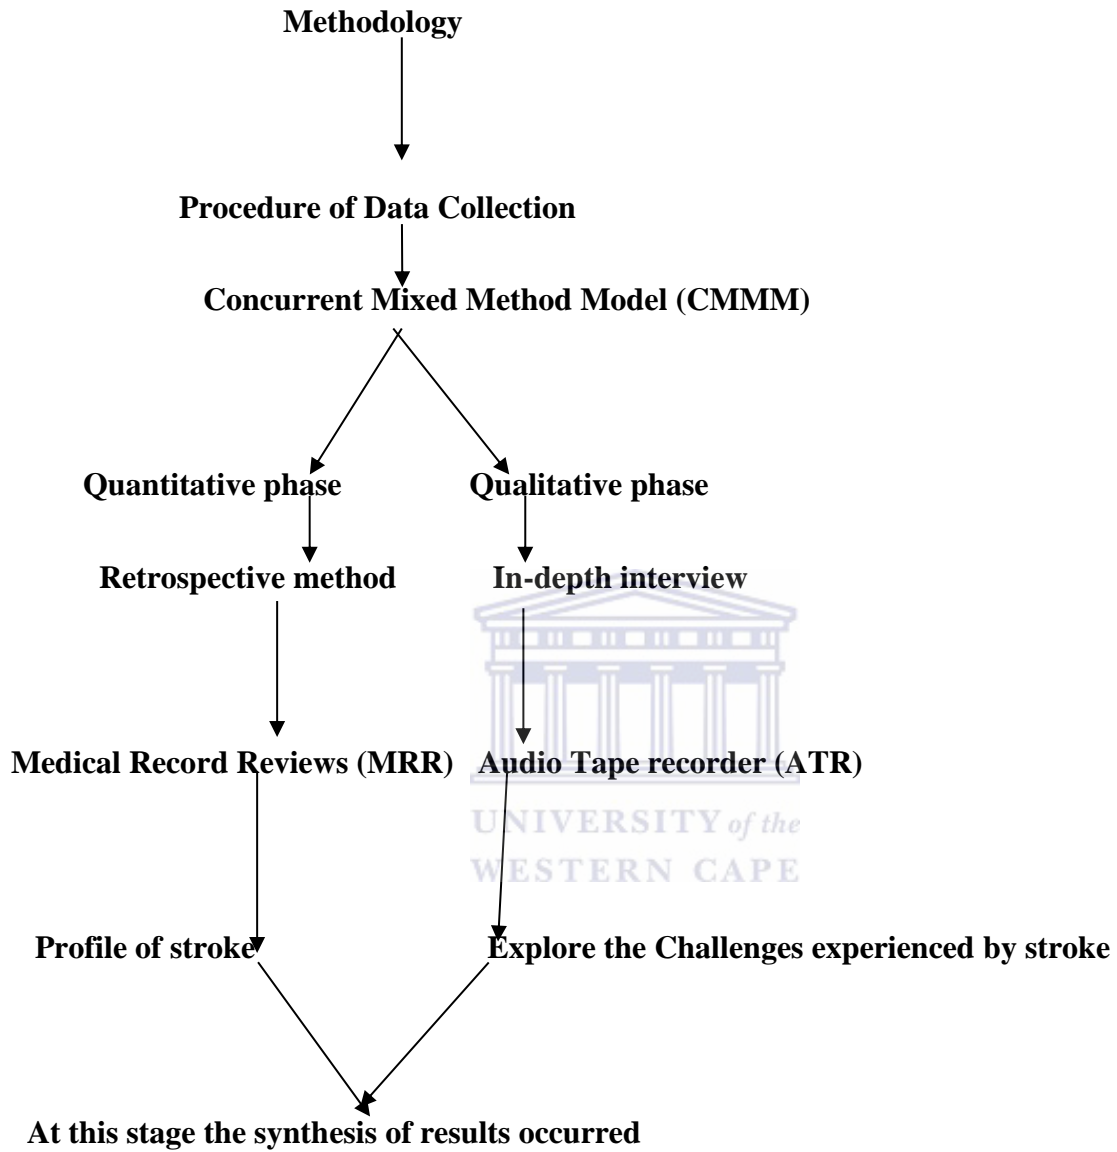 Methodology
Procedure of Data Collection
Concurrent Mixed Method Model (CMMM)
Quantitative phase Qualitative phase
Retrospective method In-depth interview
Medical Record Reviews (MRR) Audio Tape recorder (ATR)
UNIVERSITY of the
WESTERN CAPE
Profile of stroke Explore the Challenges experienced by stroke
At this stage the synthesis of results occurred